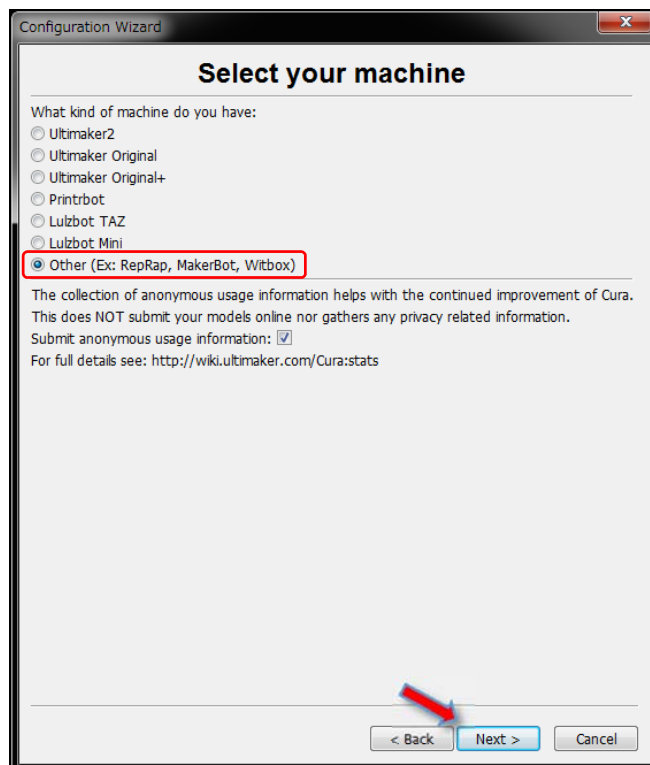 Configuration Wizard
Select your machine
What kind of machine do you have:
Ultimaker2
Ultimaker Original
Ultimaker Original+
Printrbot
Lulzbot TAZ
Lulzbot Mini
Other (Ex: RepRap, MakerBot, Witbox)
The collection of anonymous usage information helps with the continued improvement of Cura.
This does NOT submit your models online nor gathers any privacy related information.
Submit anonymous usage information:
For full details see: http://wiki.ultimaker.com/Cura:stats
< Back Next > Cancel